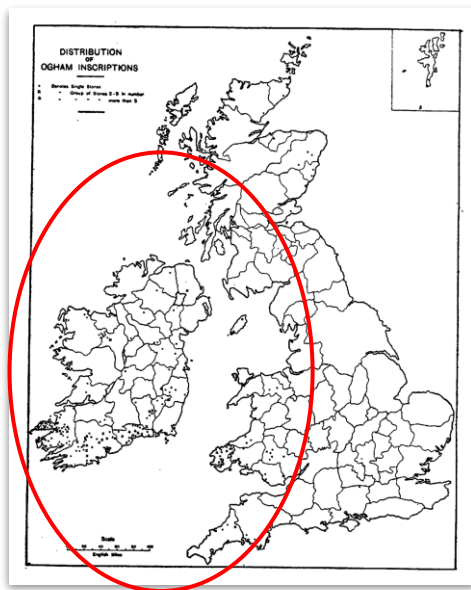 DISTRIBUTION
OF
OGHAM INSCRIPTIONS
Denotes Single Stones
Group of Stones 2-5 in number
more than 5
Scale
English Miles